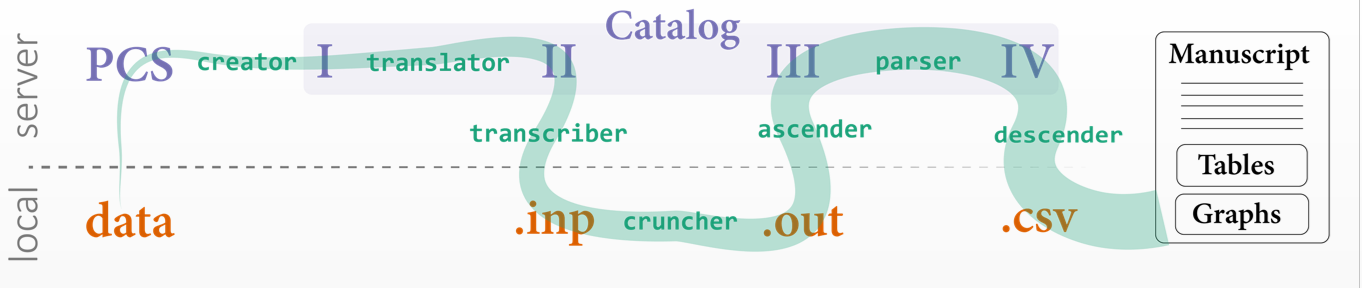 Catalog
server
PCS creator I translator II III parser IV
transcriber ascender descender
local
data .inp cruncher .out .csv
Manuscript
Tables
Graphs